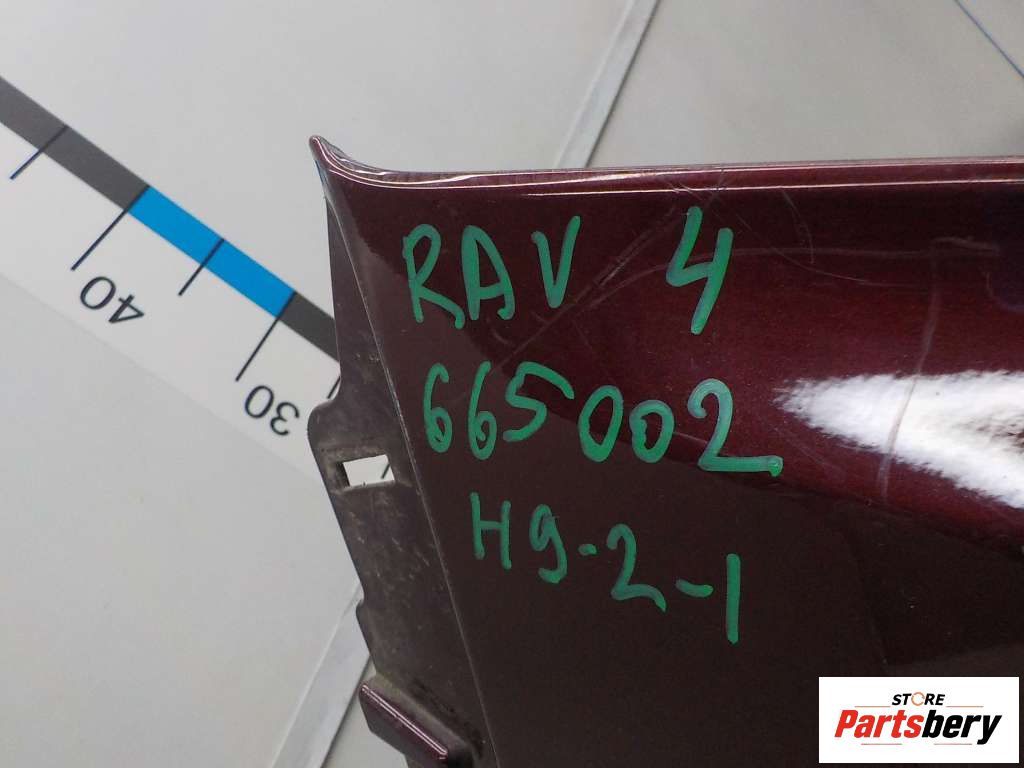 RAV 4
665002
H9-2-1
40
30
STORE
Partsbery